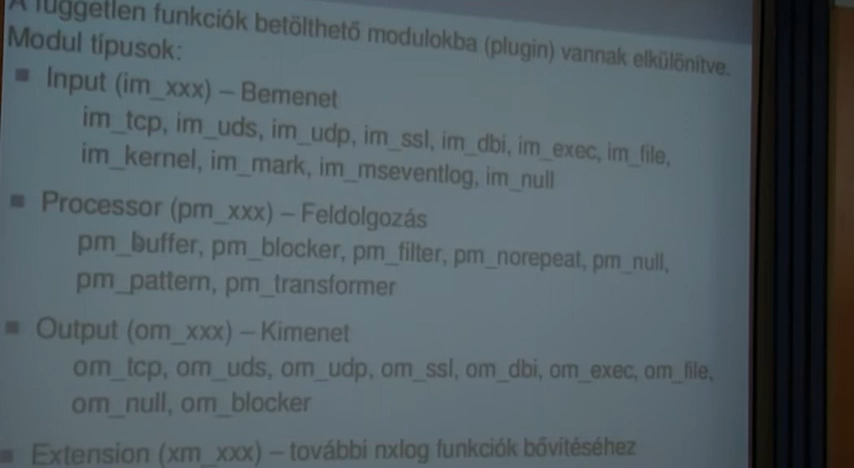 A független funkciók betölthető modulokba (plugin) vannak elkülönítve.
Modul típusok:
Input (im_xxx) – Bemenet
im_tcp, im_uds, im_udp, im_ssl, im_dbi, im_exec, im_file,
im_kernel, im_mark, im_mseventlog, im_null
Processor (pm_xxx) – Feldolgozás
pm_buffer, pm_blocker, pm_filter, pm_norepeat, pm_null,
pm_pattern, pm_transformer
Output (om_xxx) – Kimenet
om_tcp, om_uds, om_udp, om_ssl, om_dbi, om_exec, om_file,
om_null, om_blocker
Extension (xm_xxx) – további nxlog funkciók bővítéséhez